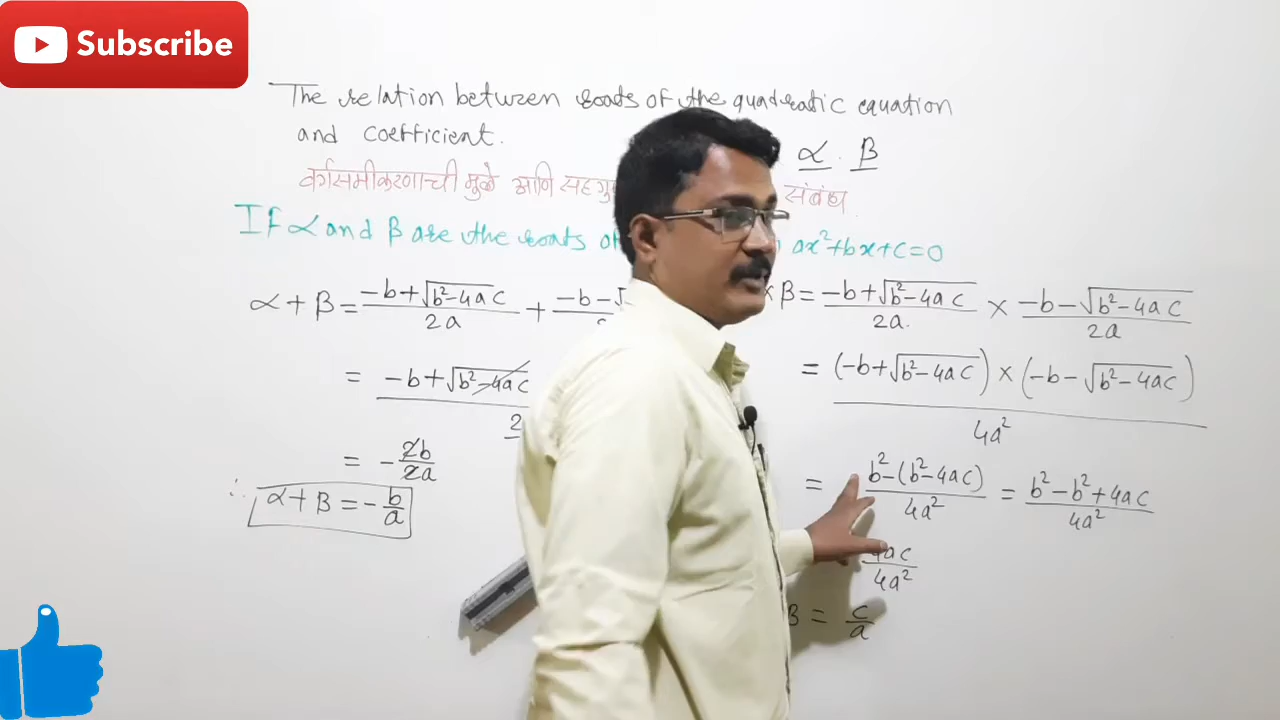 Subscribe
The relation between roots of the quadratic equation
and coefficient.
α . β
वर्गसमीकरणाची मुळे आणि सहगु संबंध.
If α and β are the roots of ax²+bx+c=0
α + β = (-b+√(b²-4ac))/2a + -b-√
= -b+√(b²-4ac)
2
= -2b/2a
∴ α+β = -b/a
β = (-b+√(b²-4ac))/2a. × (-b-√(b²-4ac))/2a
= (-b+√(b²-4ac)) × (-b-√(b²-4ac))
4a²
= (b²-(b²-4ac))/4a² = (b²-b²+4ac)/4a²
4ac/4a²
β = c/a